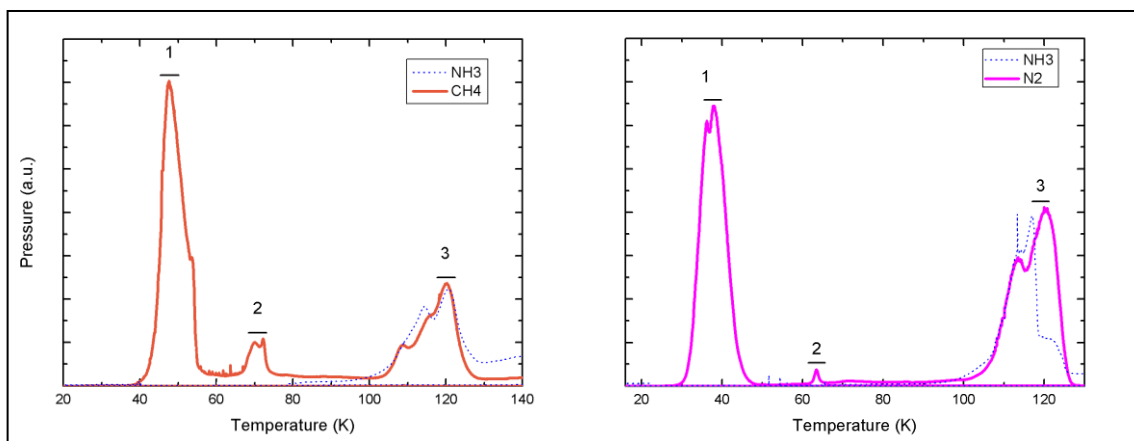 1
2
3
NH3
CH4
Pressure (a.u.)
20 40 60 80 100 120 140
Temperature (K)
1
2
3
NH3
N2
20 40 60 80 100 120
Temperature (K)